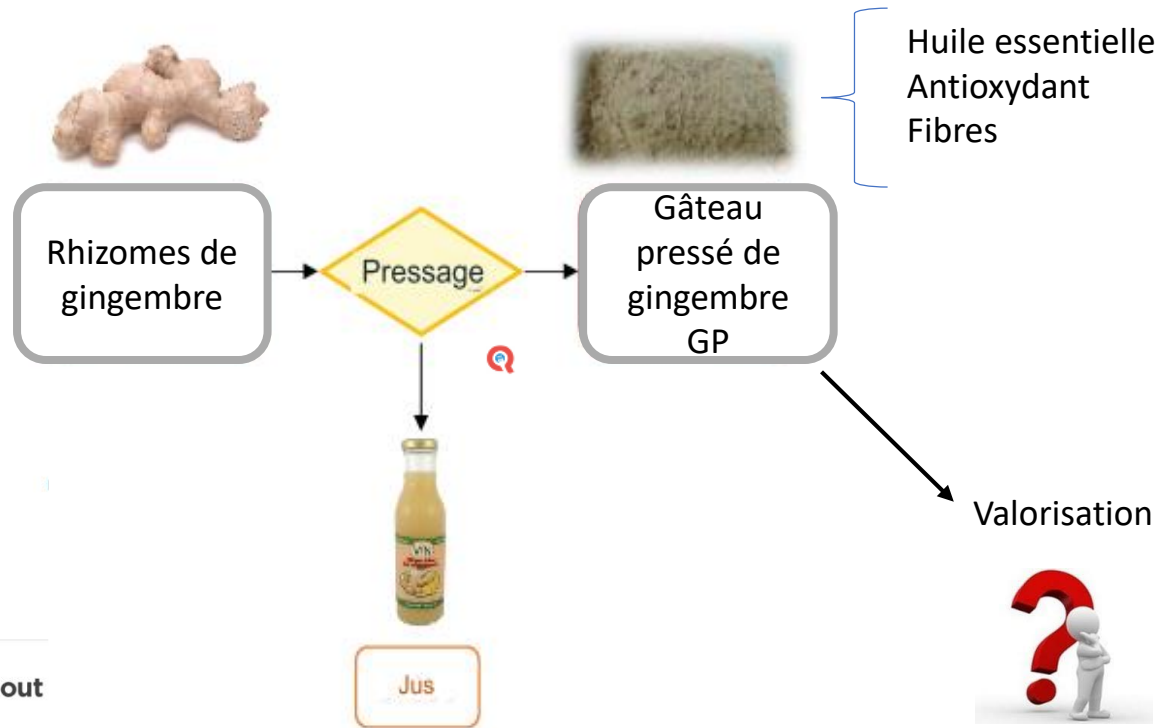 Huile essentielle
Antioxydant
Fibres
Rhizomes de
gingembre
Pressage
Gâteau
pressé de
gingembre
GP
Valorisation
Jus
out